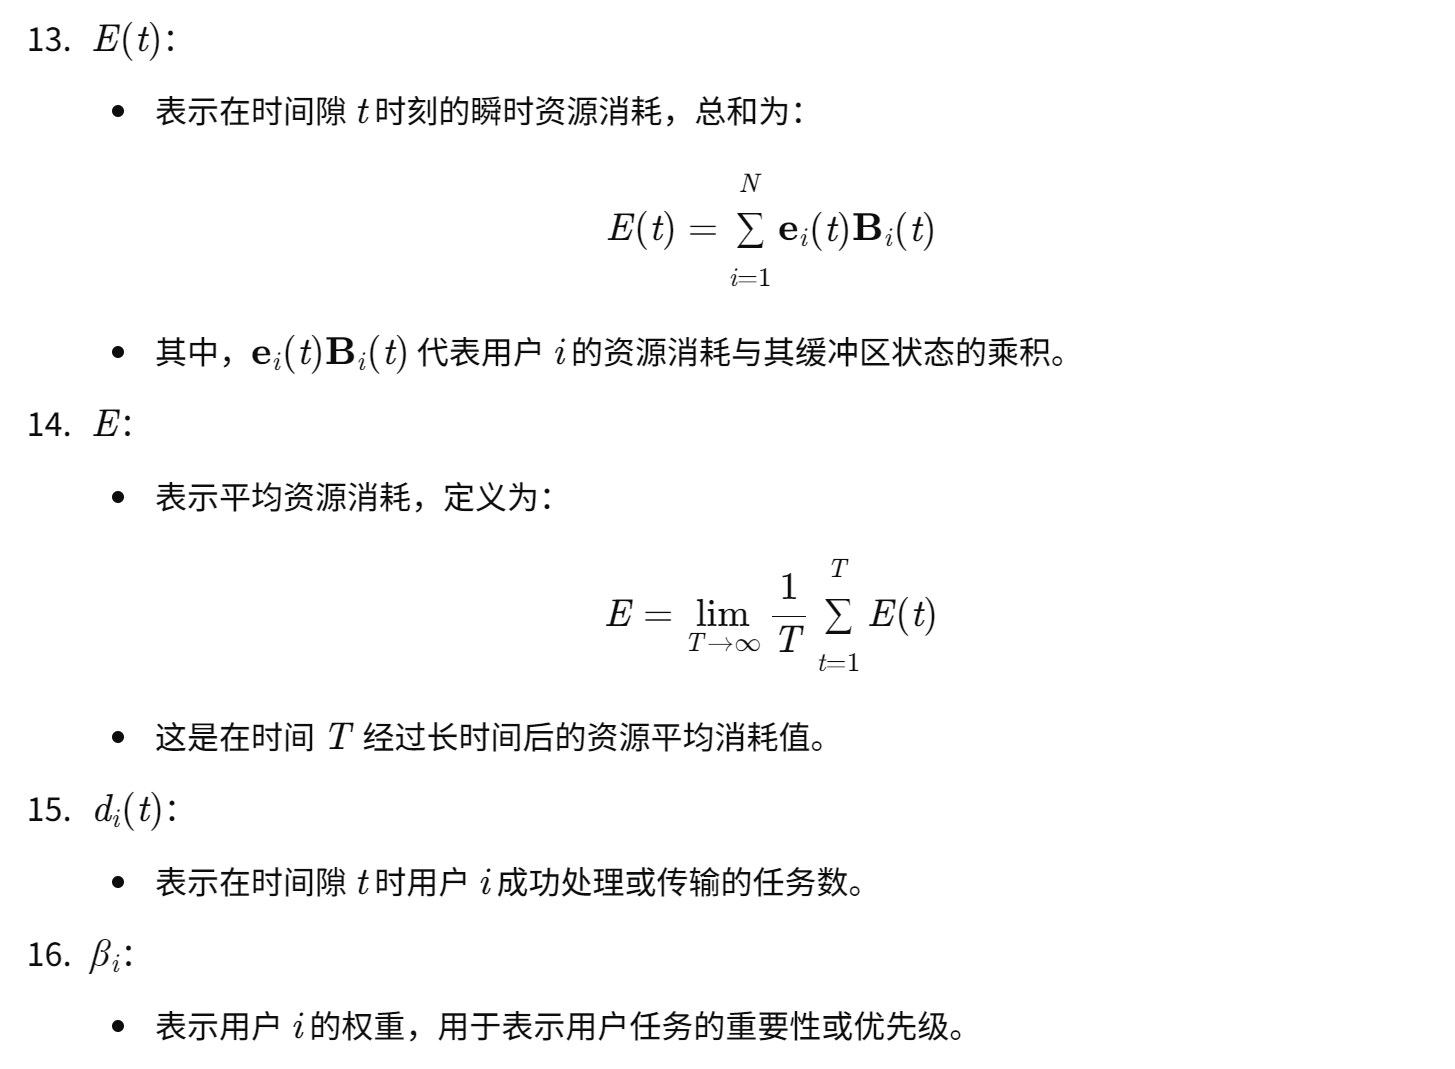 13. E(t)：
• 表示在时间隙 t 时刻的瞬时资源消耗，总和为：
E(t) = \sum_{i=1}^{N} \mathbf{e}_i(t)\mathbf{B}_i(t)
• 其中，\mathbf{e}_i(t)\mathbf{B}_i(t) 代表用户 i 的资源消耗与其缓冲区状态的乘积。
14. E：
• 表示平均资源消耗，定义为：
E = \lim_{T \to \infty} \frac{1}{T} \sum_{t=1}^{T} E(t)
• 这是在时间 T 经过长时间后的资源平均消耗值。
15. d_i(t)：
• 表示在时间隙 t 时用户 i 成功处理或传输的任务数。
16. β_i：
• 表示用户 i 的权重，用于表示用户任务的重要性或优先级。